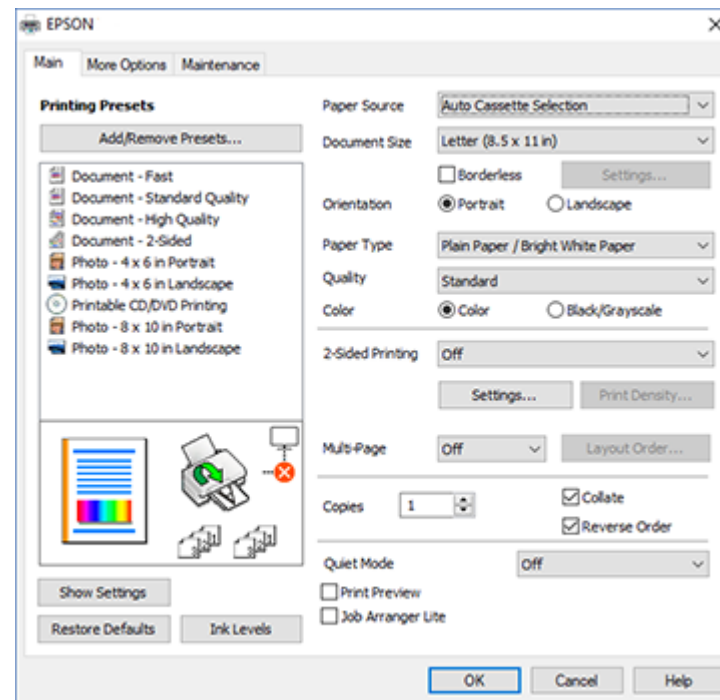 EPSON
Main More Options Maintenance
Printing Presets
Add/Remove Presets...
Document - Fast
Document - Standard Quality
Document - High Quality
Document - 2-Sided
Photo - 4 x 6 in Portrait
Photo - 4 x 6 in Landscape
Printable CD/DVD Printing
Photo - 8 x 10 in Portrait
Photo - 8 x 10 in Landscape
Show Settings
Restore Defaults Ink Levels
Paper Source Auto Cassette Selection
Document Size Letter (8.5 x 11 in)
Borderless Settings...
Orientation Portrait Landscape
Paper Type Plain Paper / Bright White Paper
Quality Standard
Color Color Black/Grayscale
2-Sided Printing Off
Settings... Print Density...
Multi-Page Off Layout Order...
Copies 1 Collate
Reverse Order
Quiet Mode Off
Print Preview
Job Arranger Lite
OK Cancel Help